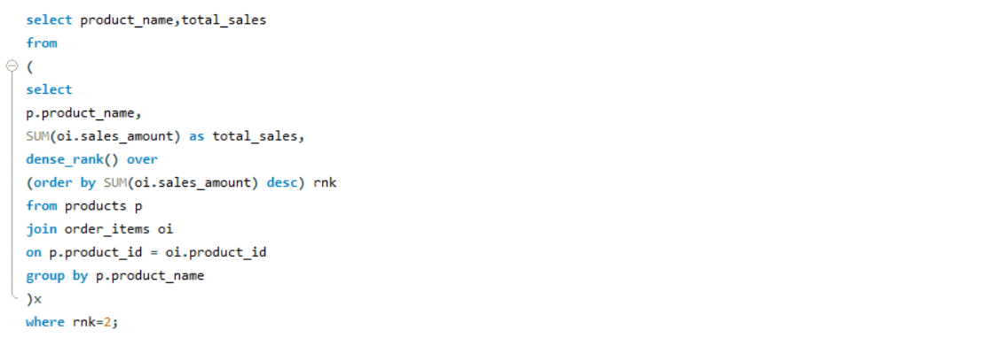 select product_name,total_sales
from
(
select
p.product_name,
SUM(oi.sales_amount) as total_sales,
dense_rank() over
(order by SUM(oi.sales_amount) desc) rnk
from products p
join order_items oi
on p.product_id = oi.product_id
group by p.product_name
)x
where rnk=2;